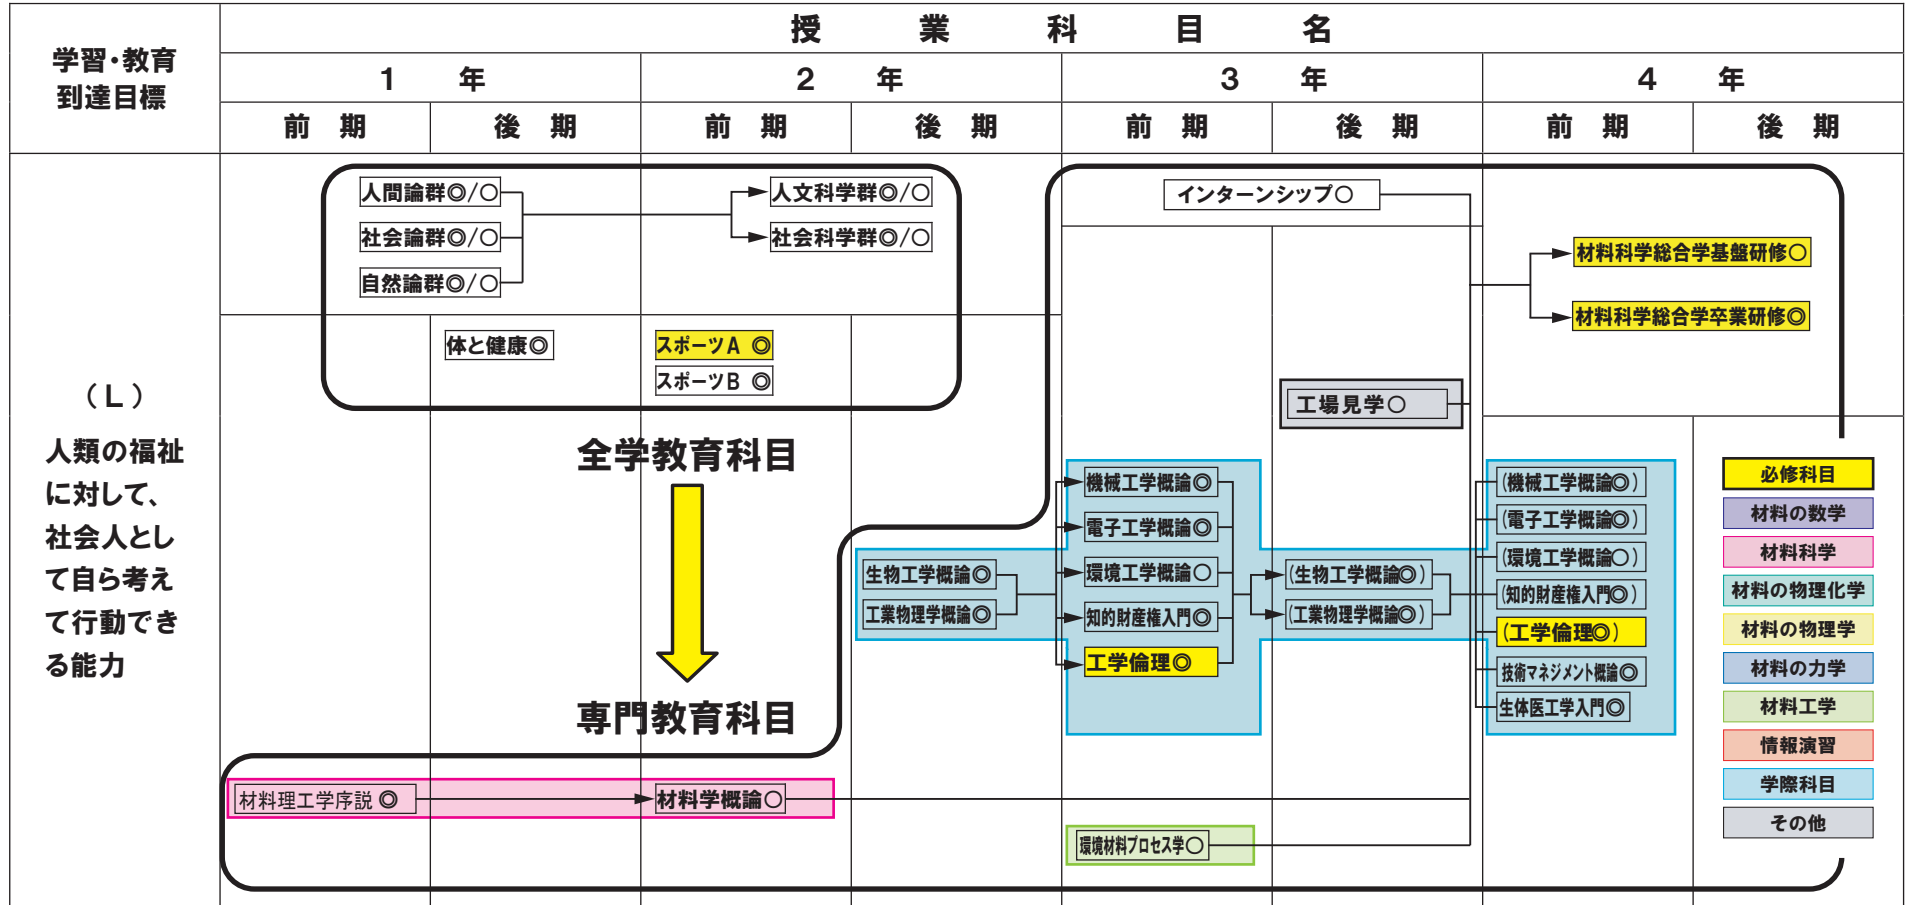 学習・教育
到達目標
授業科目名
1年
2年
3年
4年
前期
後期
前期
後期
前期
後期
前期
後期
(L)
人類の福祉
に対して、
社会人とし
て自ら考え
て行動でき
る能力
人間論群◎/○
社会論群◎/○
自然論群◎/○
人文科学群◎/○
社会科学群◎/○
体と健康◎
スポーツA ◎
スポーツB ◎
インターンシップ○
材料科学総合学基盤研修○
材料科学総合学卒業研修◎
工場見学○
全学教育科目
専門教育科目
生物工学概論◎
工業物理学概論◎
機械工学概論◎
電子工学概論◎
環境工学概論○
知的財産権入門◎
工学倫理◎
(生物工学概論◎)
(工業物理学概論◎)
(機械工学概論◎)
(電子工学概論◎)
(環境工学概論○)
(知的財産権入門◎)
(工学倫理◎)
技術マネジメント概論◎
生体医工学入門◎
材料理工学序説 ◎
材料学概論○
環境材料プロセス学○
必修科目
材料の数学
材料科学
材料の物理化学
材料の物理学
材料の力学
材料工学
情報演習
学際科目
その他